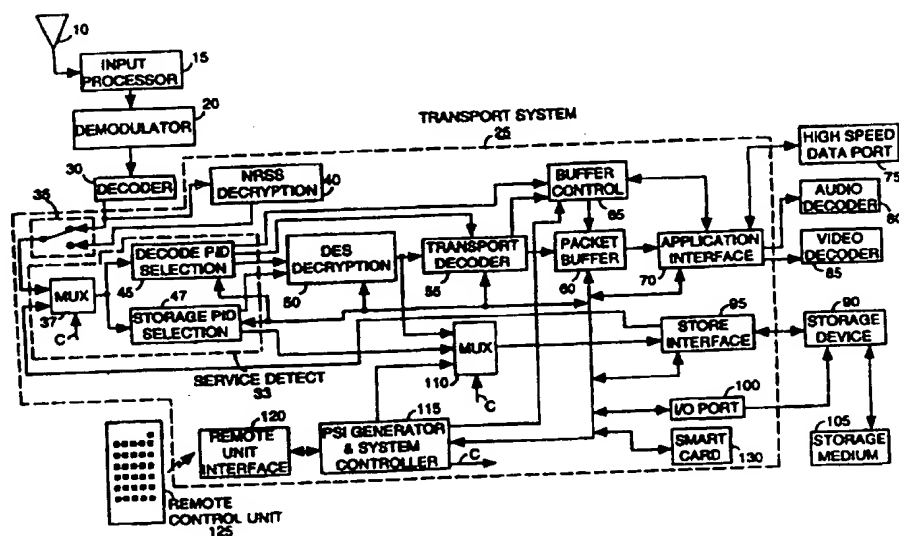 10
INPUT
PROCESSOR
15
DEMODULATOR
20
TRANSPORT SYSTEM
25
30
DECODER
35
NRSS
DECRYPTION
40
BUFFER
CONTROL
65
HIGH SPEED
DATA PORT
75
AUDIO
DECODER
80
VIDEO
DECODER
85
DECODE PID
SELECTION
45
DES
DECRYPTION
50
TRANSPORT
DECODER
55
PACKET
BUFFER
60
APPLICATION
INTERFACE
70
MUX
37
C
47
STORAGE PID
SELECTION
SERVICE DETECT
33
MUX
110
C
95
STORE
INTERFACE
90
STORAGE
DEVICE
100
I/O PORT
105
STORAGE
MEDIUM
120
REMOTE
UNIT
INTERFACE
115
PSI GENERATOR
& SYSTEM
CONTROLLER
C
SMART
CARD
130
REMOTE
CONTROL UNIT
125